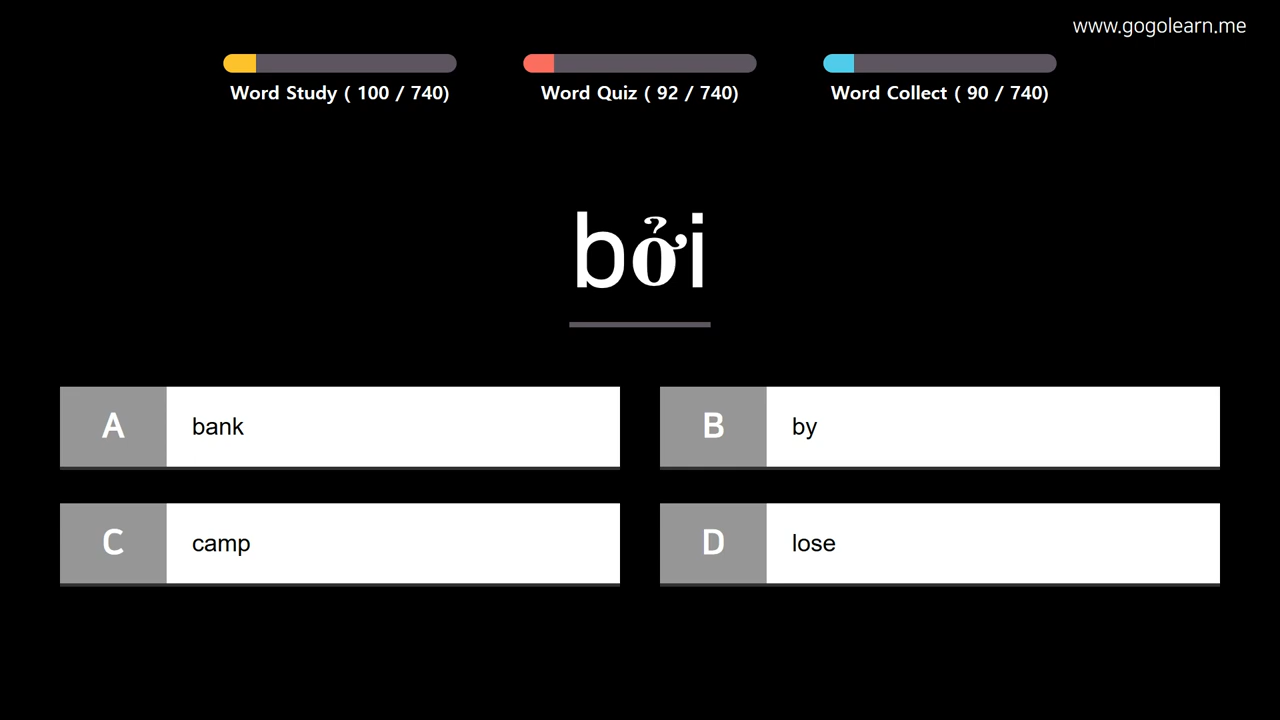 www.gogolearn.me
Word Study ( 100 / 740)
Word Quiz ( 92 / 740)
Word Collect ( 90 / 740)
bởi
A bank
B by
C camp
D lose